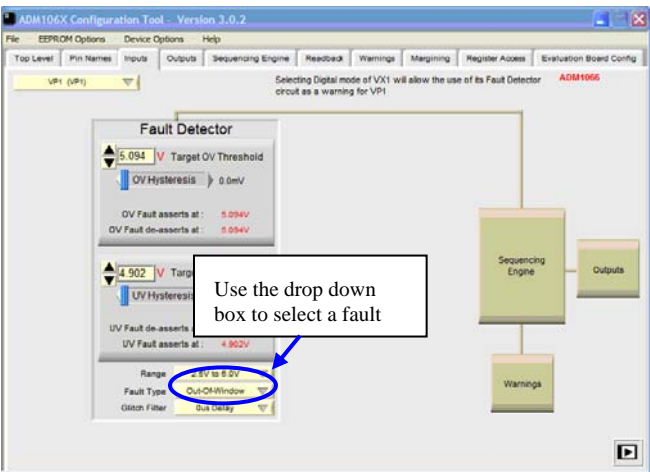 ADM106X Configuration Tool - Version 3.0.2
File EEPROM Options Device Options Help
Top Level Pin Names Inputs Outputs Sequencing Engine Readback Warnings Margining Register Access Evaluation Board Config
VP1 (VP1)
Selecting Digital mode of VX1 will allow the use of its Fault Detector
circuit as a warning for VP1
ADM1066
Fault Detector
5.094 V Target OV Threshold
OV Hysteresis 0.0mV
OV Fault asserts at : 5.094V
OV Fault de-asserts at : 5.094V
4.902 V Targ
UV Hysteresis
UV Fault de-asserts
UV Fault asserts at : 4.902V
Use the drop down
box to select a fault
Range 2.5V to 6.0V
Fault Type Out-Of-Window
Glitch Filter 0us Delay
Sequencing
Engine
Outputs
Warnings